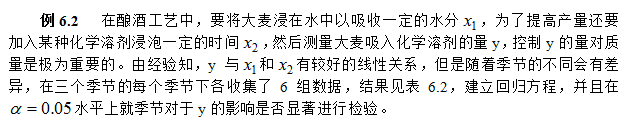 例 6.2 在酿酒工艺中，要将大麦浸在水中以吸收一定的水分 x₁，为了提高产量还要
加入某种化学溶剂浸泡一定的时间 x₂，然后测量大麦吸入化学溶剂的量 y，控制 y 的量对质
量是极为重要的。由经验知，y 与 x₁ 和 x₂ 有较好的线性关系，但是随着季节的不同会有差
异，在三个季节的每个季节下各收集了 6 组数据，结果见表 6.2，建立回归方程，并且在
α = 0.05 水平上就季节对于 y 的影响是否显著进行检验。